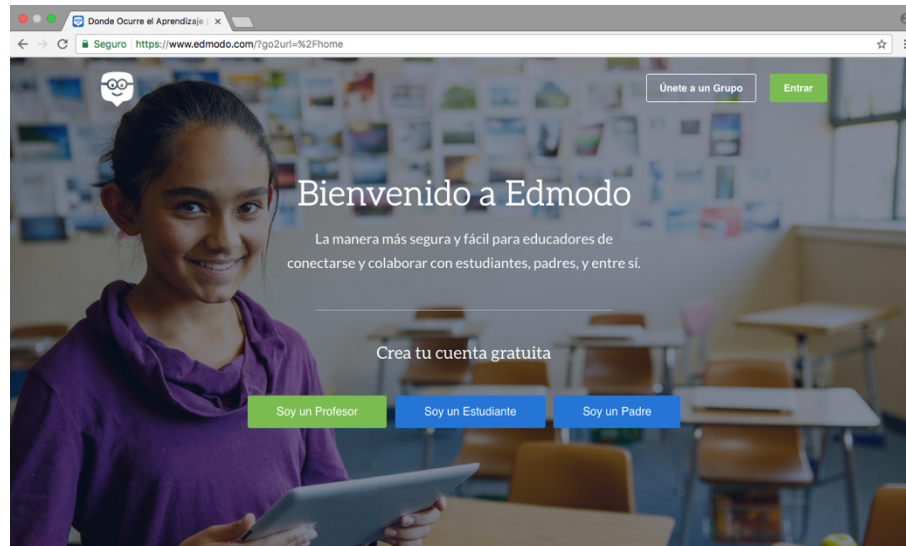 Donde Ocurre el Aprendizaje |
Seguro https://www.edmodo.com/?go2url=%2Fhome
Únete a un Grupo
Entrar
Bienvenido a Edmodo
La manera más segura y fácil para educadores de
conectarse y colaborar con estudiantes, padres, y entre sí.
Crea tu cuenta gratuita
Soy un Profesor
Soy un Estudiante
Soy un Padre